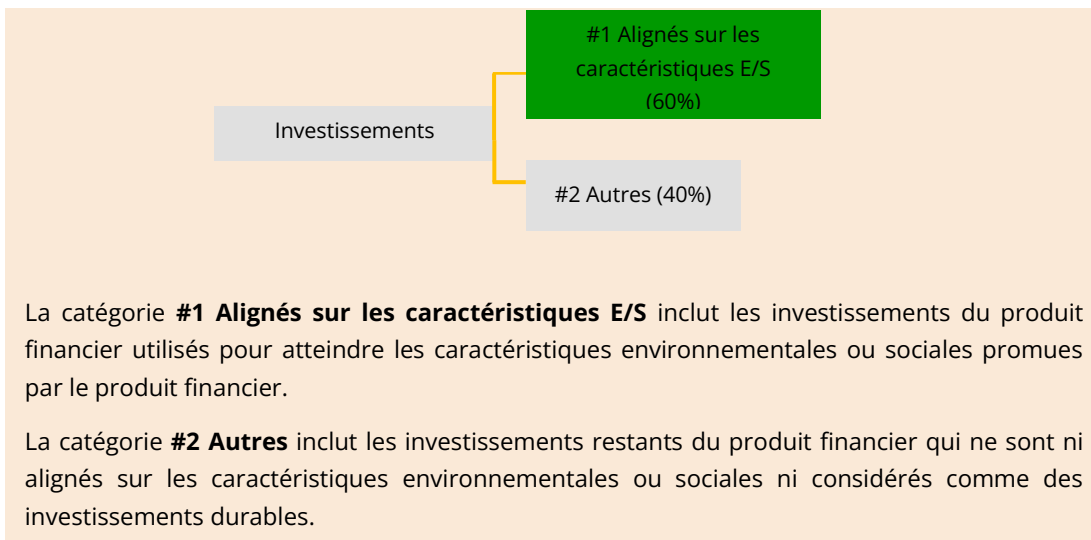 #1 Alignés sur les
caractéristiques E/S
(60%)
Investissements
#2 Autres (40%)
La catégorie #1 Alignés sur les caractéristiques E/S inclut les investissements du produit
financier utilisés pour atteindre les caractéristiques environnementales ou sociales promues
par le produit financier.
La catégorie #2 Autres inclut les investissements restants du produit financier qui ne sont ni
alignés sur les caractéristiques environnementales ou sociales ni considérés comme des
investissements durables.